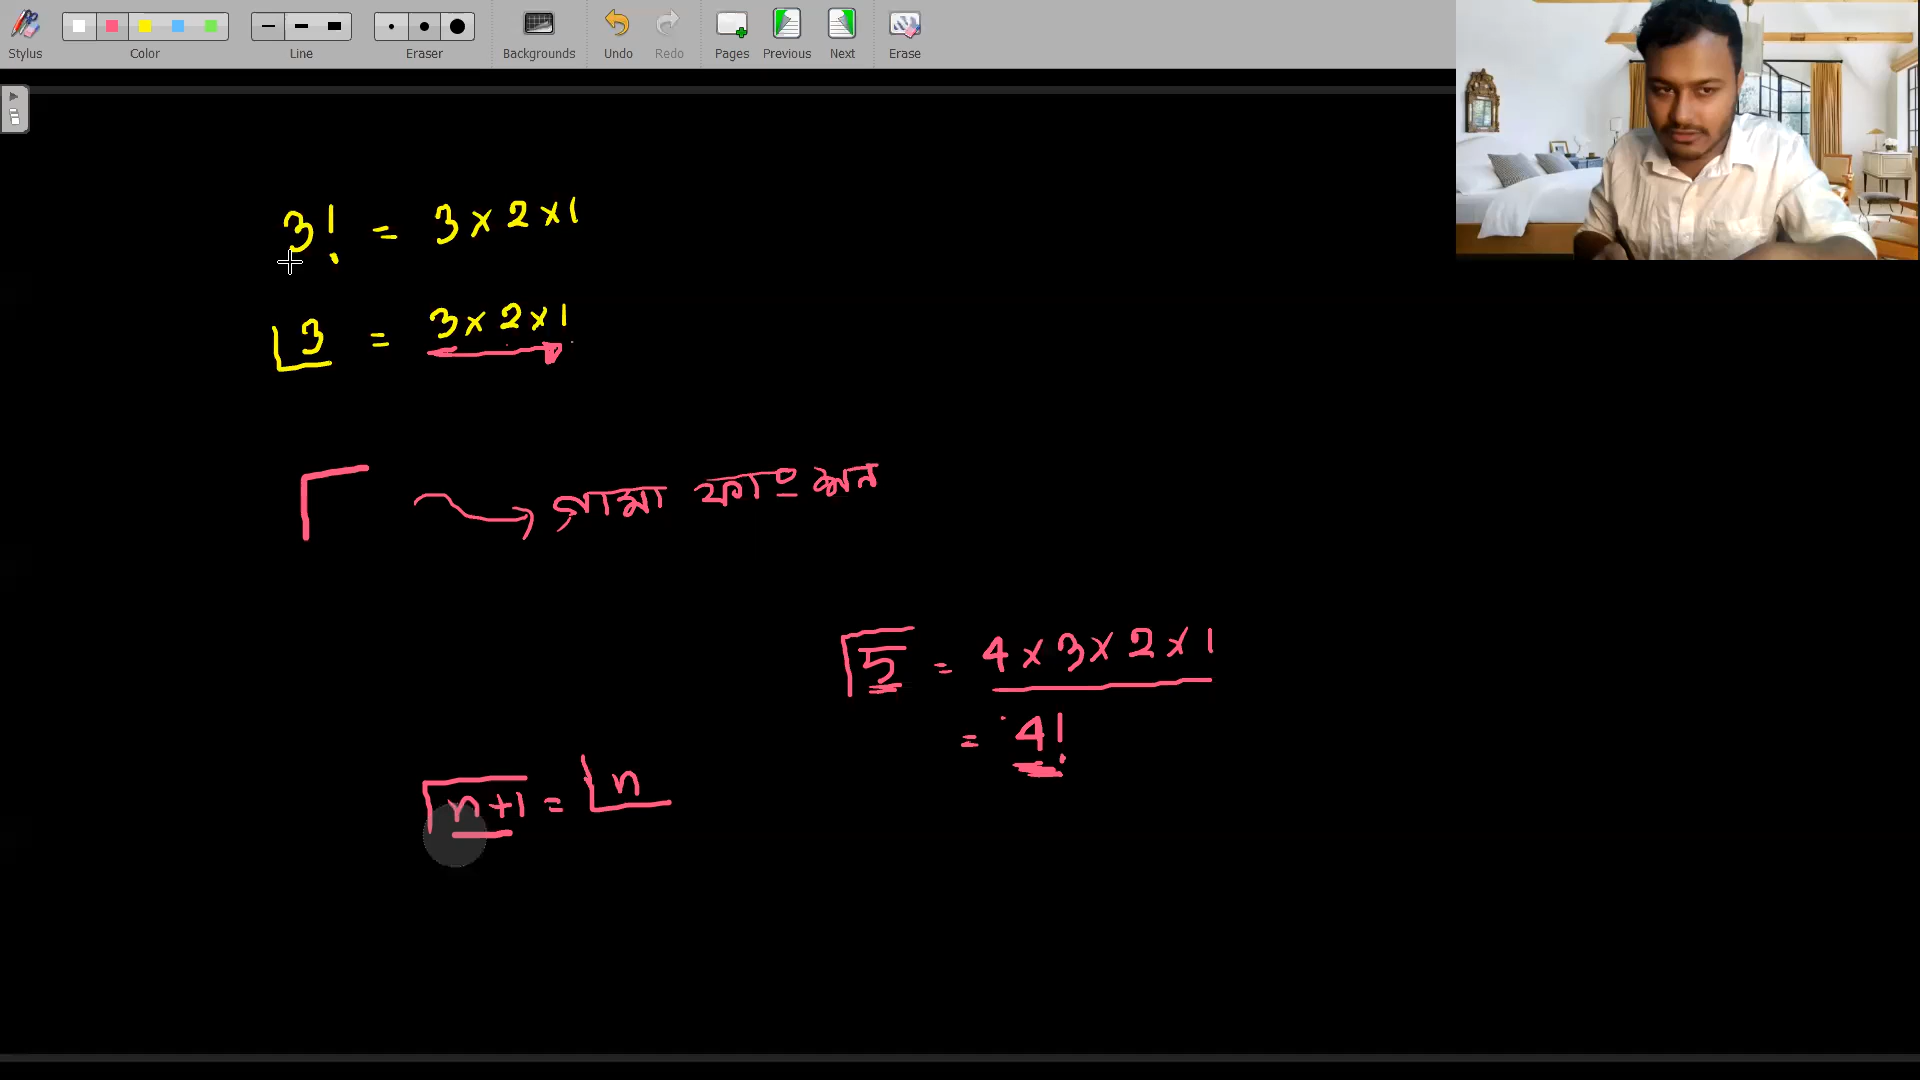 Stylus Color Line Eraser Backgrounds Undo Redo Pages Previous Next Erase
3! = 3 × 2 × 1
⌊3 = 3 × 2 × 1
Γ → গামা ফাংশন
Γ5 = 4 × 3 × 2 × 1
= 4!
Γn+1 = ⌊n